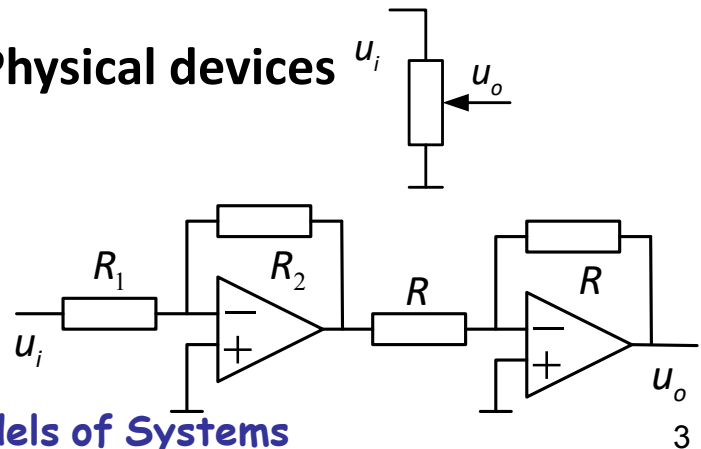 Physical devices
u_i
u_o
R_1
R_2
R
R
−
+
−
+
u_i
u_o
dels of Systems
3